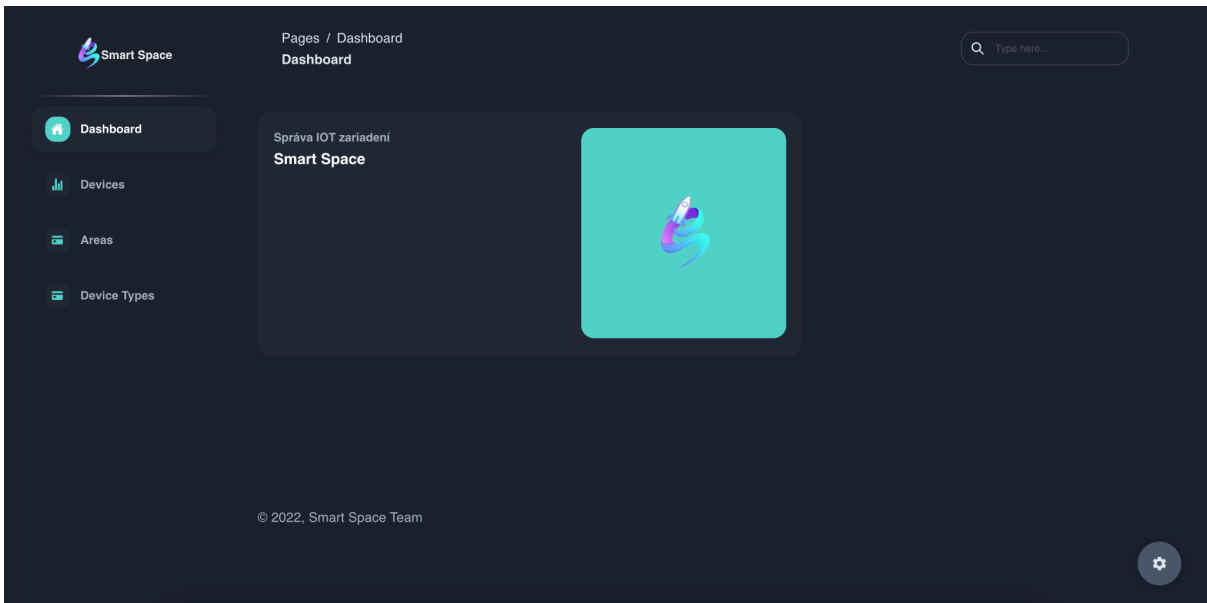 Smart Space
Pages / Dashboard
Dashboard
Type here...
Dashboard
Devices
Areas
Device Types
Správa IOT zariadení
Smart Space
© 2022, Smart Space Team